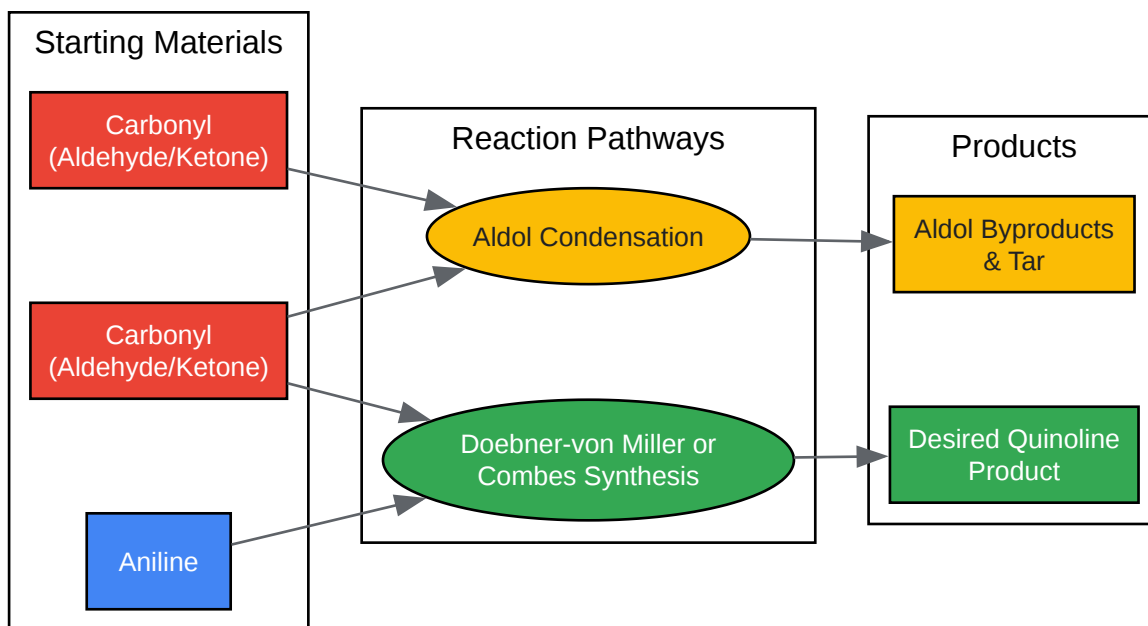 Starting Materials
Carbonyl
(Aldehyde/Ketone)
Carbonyl
(Aldehyde/Ketone)
Aniline
Reaction Pathways
Aldol Condensation
Doebner-von Miller or
Combes Synthesis
Products
Aldol Byproducts
& Tar
Desired Quinoline
Product